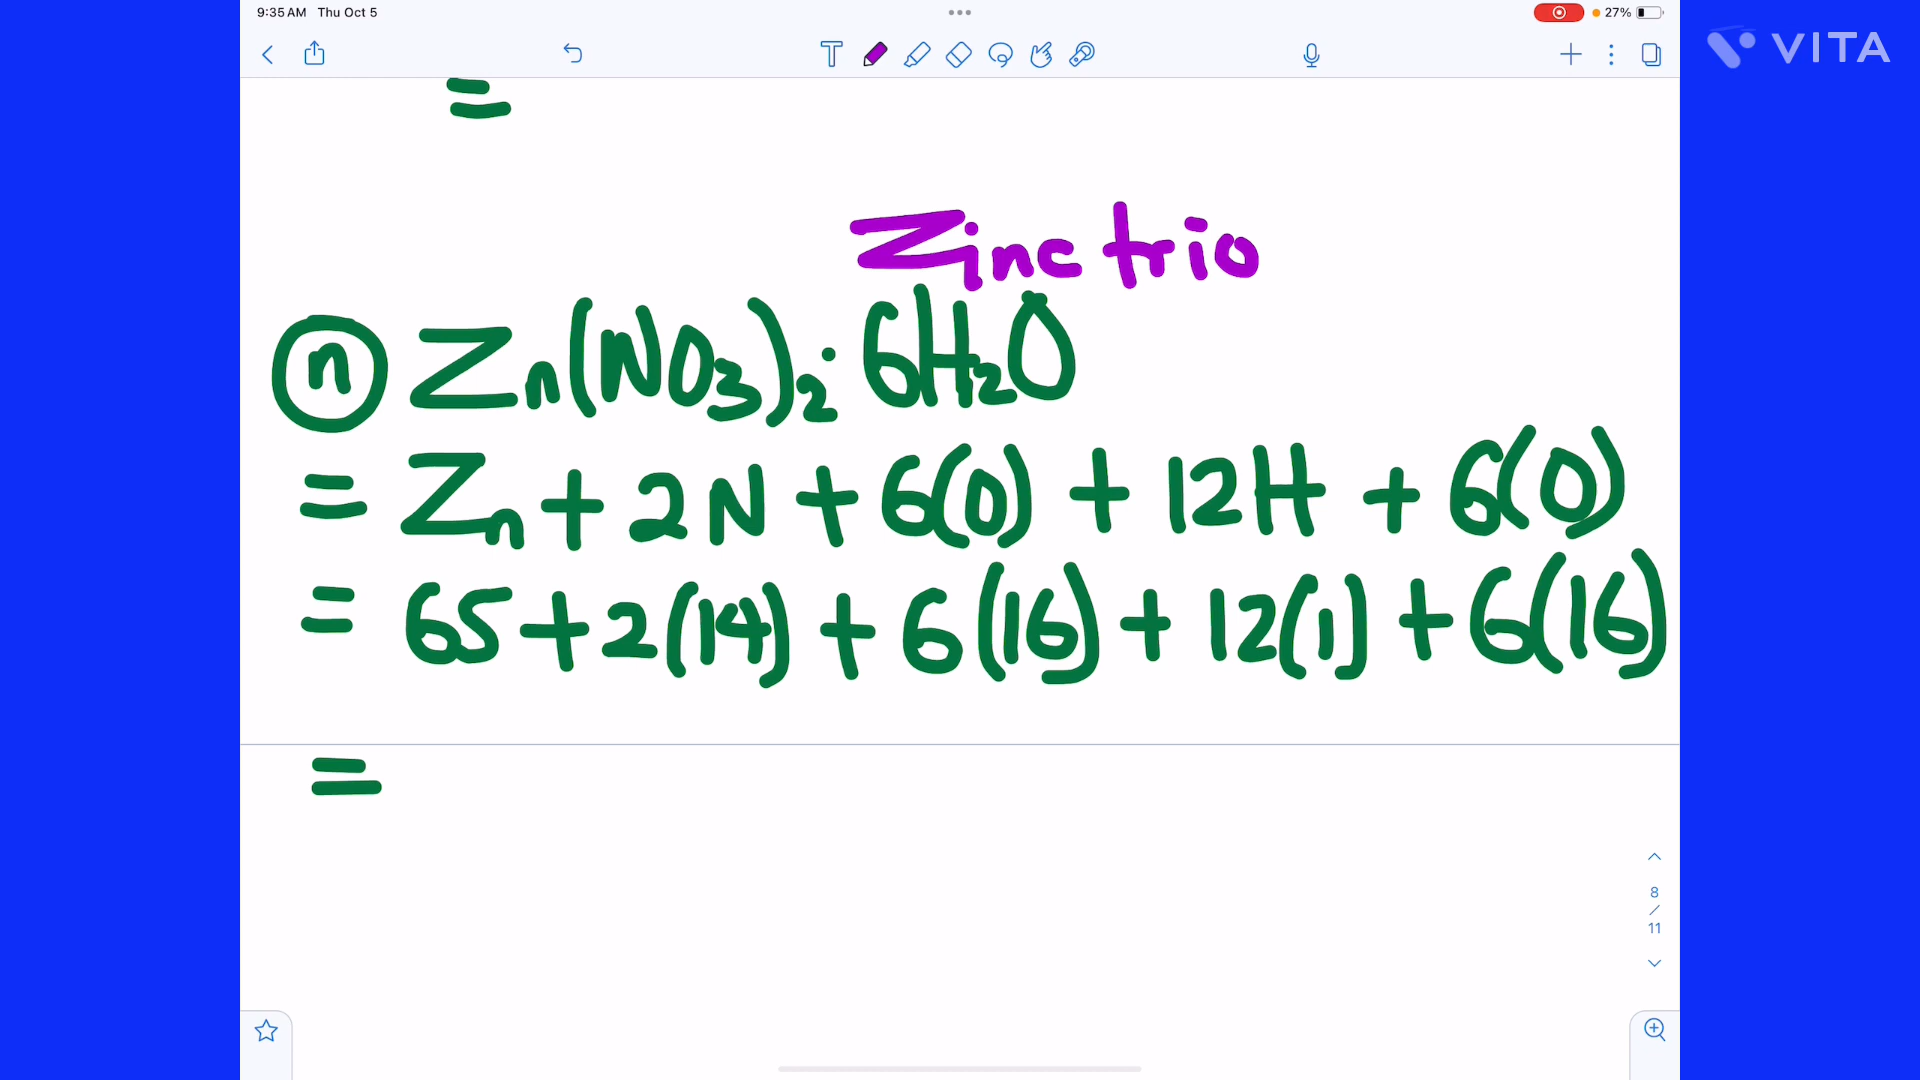 9:35 AM Thu Oct 5
27%
VITA
=
Zinc trio
n Zn(NO₃)₂·6H₂O
= Zn + 2N + 6(O) + 12H + 6(O)
= 65 + 2(14) + 6(16) + 12(1) + 6(16)
=
8
/
11